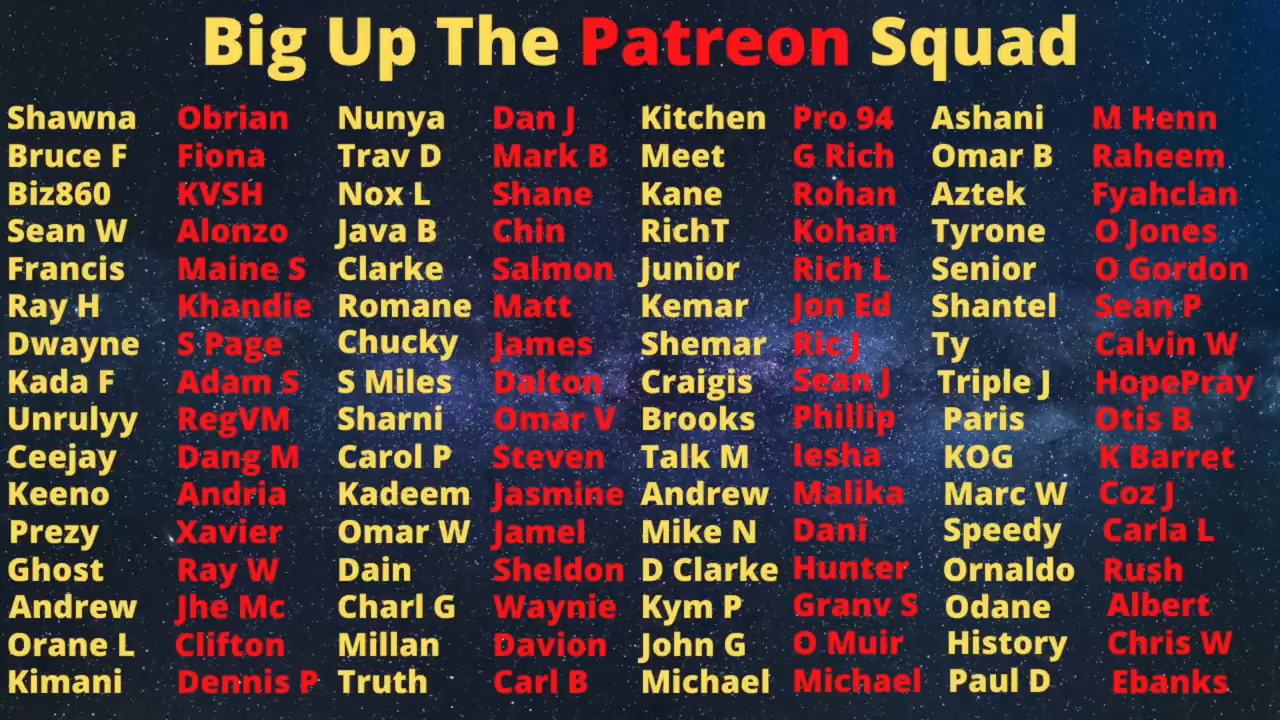 Big Up The Patreon Squad
Shawna Obrian Nunya Dan J Kitchen Pro 94 Ashani M Henn
Bruce F Fiona Trav D Mark B Meet G Rich Omar B Raheem
Biz860 KVSH Nox L Shane Kane Rohan Aztek Fyahclan
Sean W Alonzo Java B Chin RichT Kohan Tyrone O Jones
Francis Maine S Clarke Salmon Junior Rich L Senior O Gordon
Ray H Khandie Romane Matt Kemar Jon Ed Shantel Sean P
Dwayne S Page Chucky James Shemar Ric J Ty Calvin W
Kada F Adam S S Miles Dalton Craigis Sean J Triple J HopePray
Unrulyy RegVM Sharni Omar V Brooks Phillip Paris Otis B
Ceejay Dang M Carol P Steven Talk M Iesha KOG K Barret
Keeno Andria Kadeem Jasmine Andrew Malika Marc W Coz J
Prezy Xavier Omar W Jamel Mike N Dani Speedy Carla L
Ghost Ray W Dain Sheldon D Clarke Hunter Ornaldo Rush
Andrew Jhe Mc Charl G Waynie Kym P Granv S Odane Albert
Orane L Clifton Millan Davion John G O Muir History Chris W
Kimani Dennis P Truth Carl B Michael Michael Paul D Ebanks